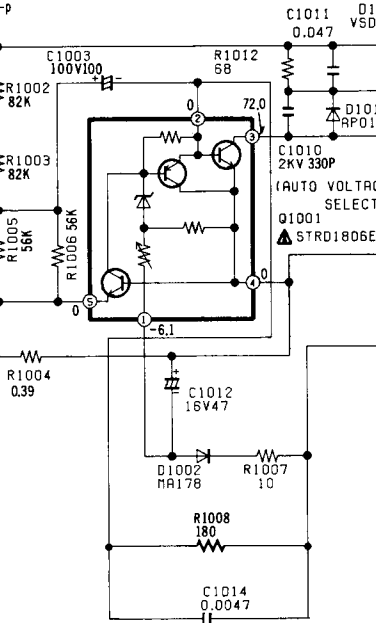 -p
C1011
0.047
D1
VSD
C1003
100V100
+
-
R1012
68
R1002
82K
0
72.0
2
3
D101
RP01
C1010
2KV 330P
R1003
82K
(AUTO VOLTAG
SELECT
Q1001
STRD1806E
R1005
56K
R1006 56K
0
4
5
0
1
-6.1
R1004
0.39
+
-
C1012
16V47
D1002
MA178
R1007
10
R1008
180
C1014
0.0047